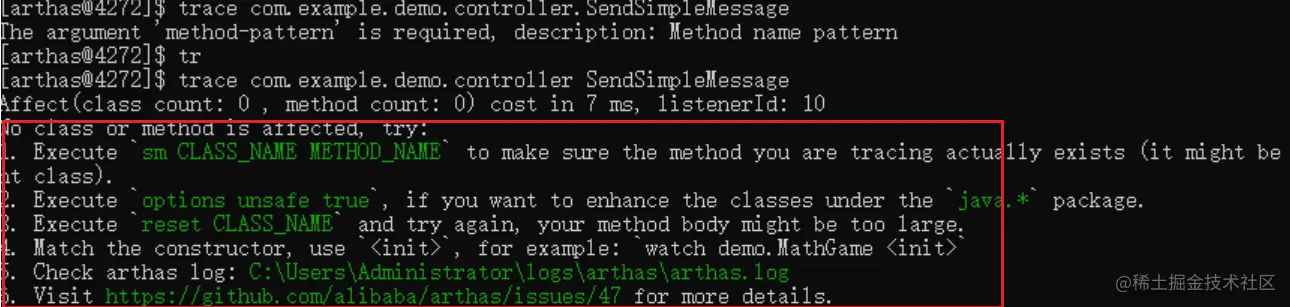 [arthas@4272]$ trace com.example.demo.controller.SendSimpleMessage
The argument 'method-pattern' is required, description: Method name pattern
[arthas@4272]$ tr
[arthas@4272]$ trace com.example.demo.controller SendSimpleMessage
Affect(class count: 0 , method count: 0) cost in 7 ms, listenerId: 10
No class or method is affected, try:
1. Execute `sm CLASS_NAME METHOD_NAME` to make sure the method you are tracing actually exists (it might be
nt class).
2. Execute `options unsafe true`, if you want to enhance the classes under the `java.*` package.
3. Execute `reset CLASS_NAME` and try again, your method body might be too large.
4. Match the constructor, use `<init>`, for example: `watch demo.MathGame <init>`
5. Check arthas log: C:\Users\Administrator\logs\arthas\arthas.log
6. Visit https://github.com/alibaba/arthas/issues/47 for more details.
@稀土掘金技术社区